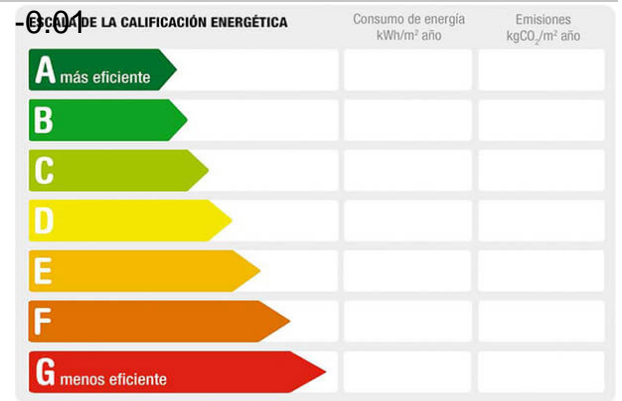 -0.01
ESCALA DE LA CALIFICACIÓN ENERGÉTICA
Consumo de energía
kWh/m² año
Emisiones
kgCO₂/m² año
A más eficiente
B
C
D
E
F
G menos eficiente